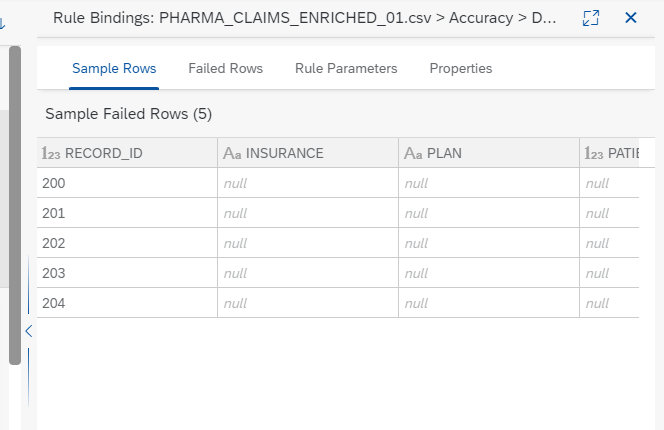 Rule Bindings: PHARMA_CLAIMS_ENRICHED_01.csv > Accuracy > D...
Sample Rows Failed Rows Rule Parameters Properties
Sample Failed Rows (5)
123 RECORD_ID Aa INSURANCE Aa PLAN 123 PATIE
200 null null null
201 null null null
202 null null null
203 null null null
204 null null null